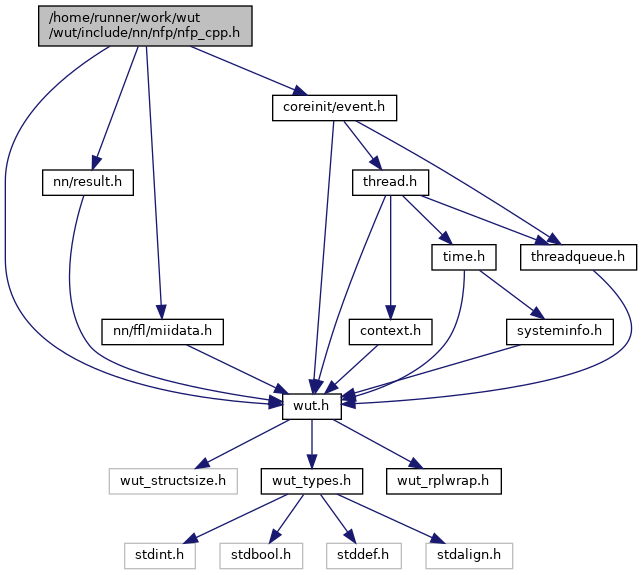 /home/runner/work/wut
/wut/include/nn/nfp/nfp_cpp.h
coreinit/event.h
nn/result.h
thread.h
time.h
threadqueue.h
nn/ffl/miidata.h
context.h
systeminfo.h
wut.h
wut_structsize.h
wut_types.h
wut_rplwrap.h
stdint.h
stdbool.h
stddef.h
stdalign.h